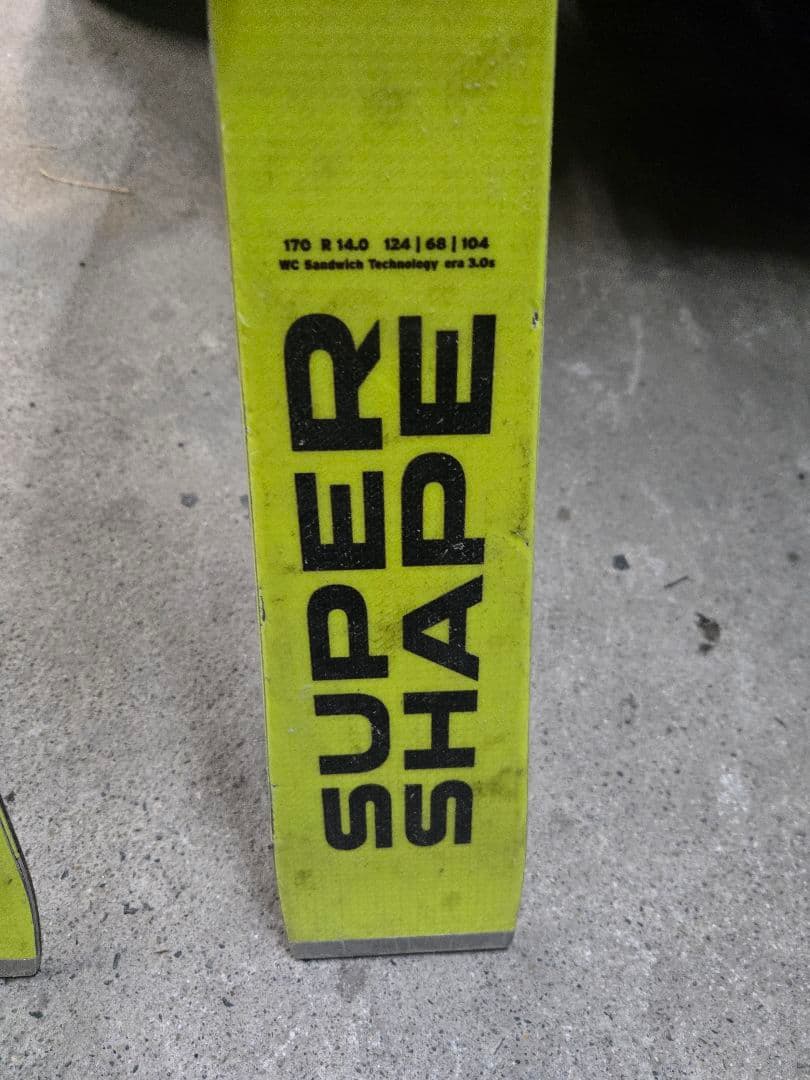 170 R 14.0 124 | 68 | 104
WC Sandwich Technology era 3.0s
SUPER
SHAPE